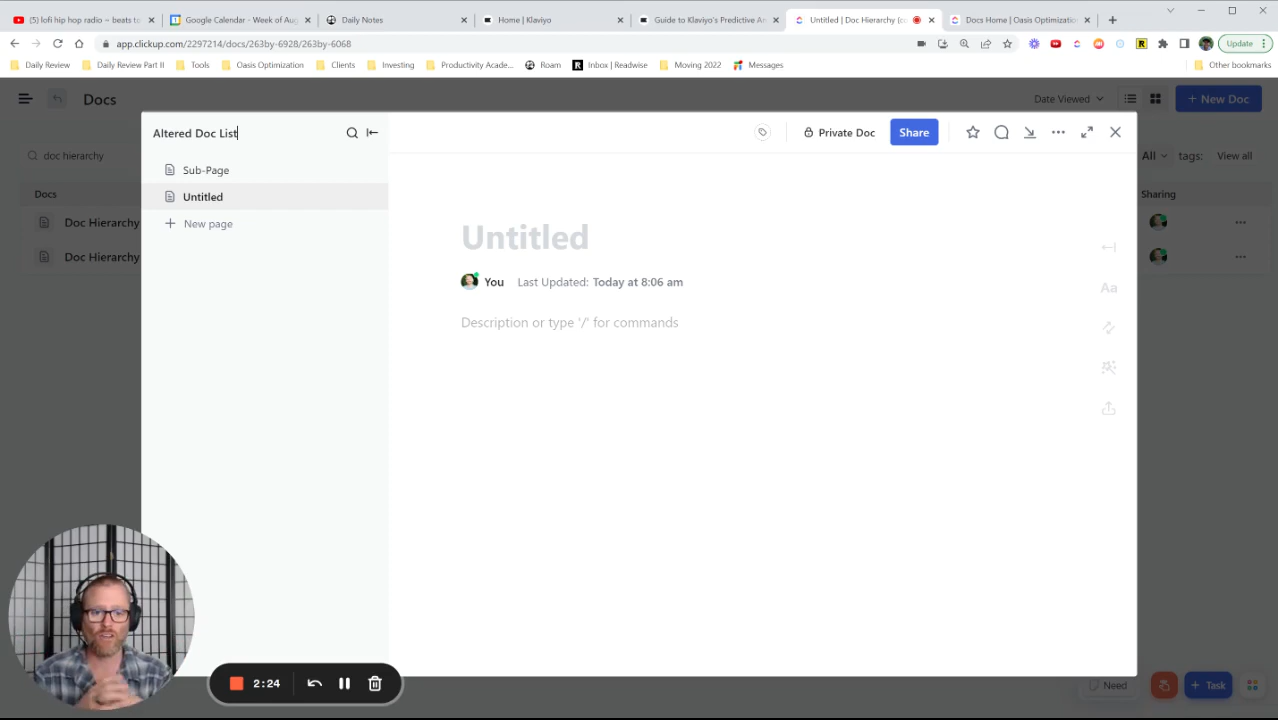 (5) lofi hip hop radio – beats t
Google Calendar - Week of Aug
Daily Notes
Home | Klaviyo
Guide to Klaviyo's Predictive An
Untitled | Doc Hierarchy (c
Docs Home | Oasis Optimization
app.clickup.com/2297214/docs/263by-6928/263by-6068
Update
Daily Review
Daily Review Part II
Tools
Oasis Optimization
Clients
Investing
Productivity Acade...
Roam
Inbox | Readwise
Moving 2022
Messages
Other bookmarks
Docs
Date Viewed
+ New Doc
Altered Doc List
Private Doc
Share
doc hierarchy
All
tags:
View all
Sub-Page
Docs
Sharing
Untitled
Doc Hierarchy
New page
Untitled
Doc Hierarchy
You Last Updated: Today at 8:06 am
Aa
Description or type '/' for commands
2:24
Need
+ Task